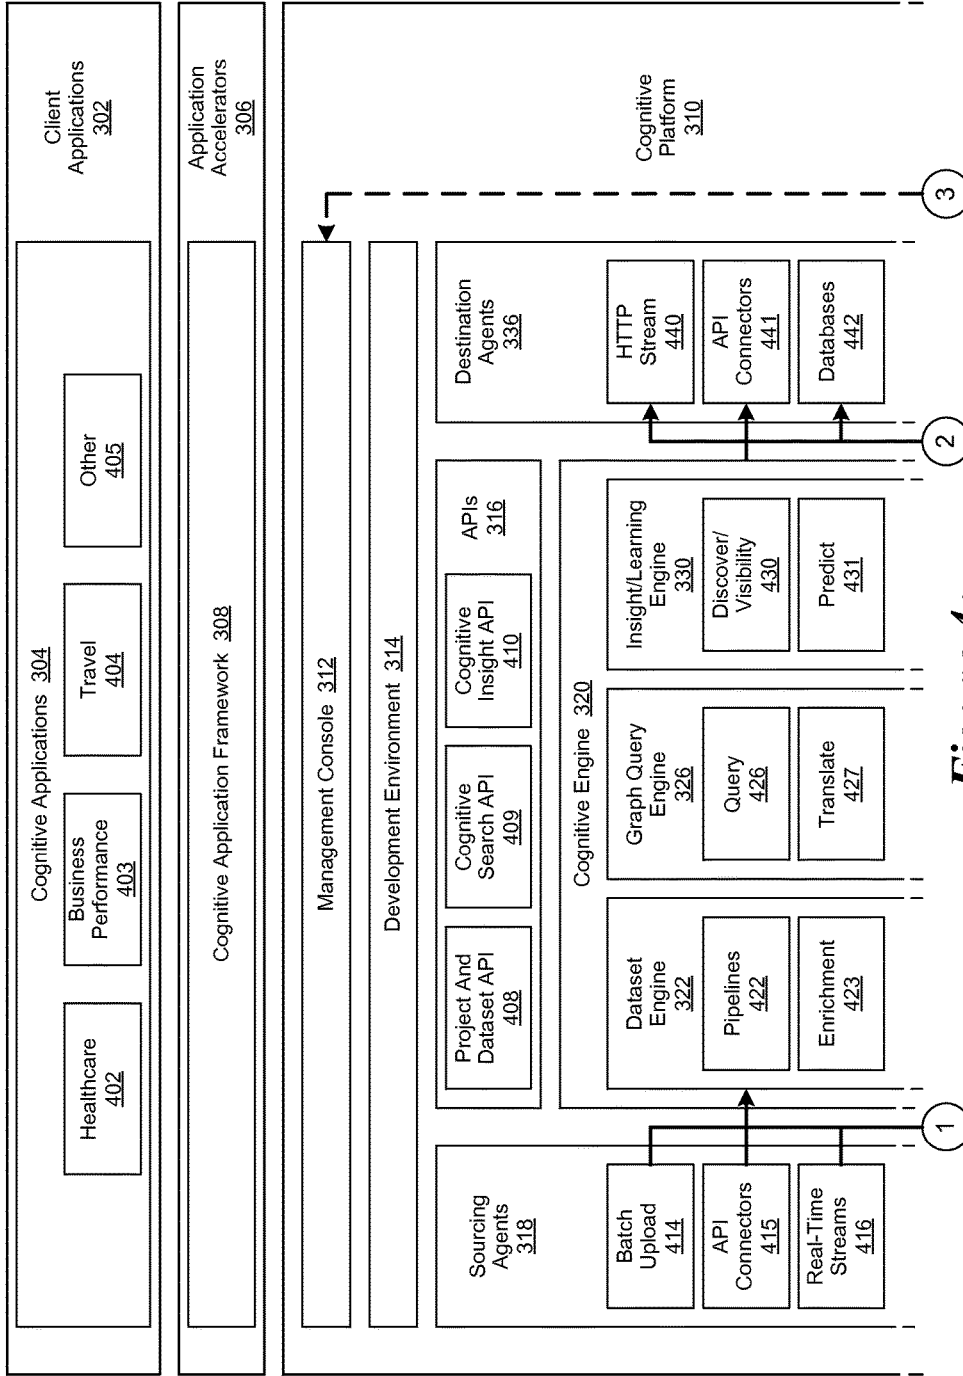 Client
Applications
302
Cognitive Applications 304
Healthcare
402
Business
Performance
403
Travel
404
Other
405
Application
Accelerators
306
Cognitive Application Framework 308
Cognitive
Platform
310
Management Console 312
Development Environment 314
Sourcing
Agents
318
Batch
Upload
414
API
Connectors
415
Real-Time
Streams
416
Project And
Dataset API
408
Cognitive
Search API
409
Cognitive
Insight API
410
APIs
316
Cognitive Engine 320
Dataset
Engine
322
Pipelines
422
Enrichment
423
Graph Query
Engine
326
Query
426
Translate
427
Insight/Learning
Engine
330
Discover/
Visibility
430
Predict
431
Destination
Agents
336
HTTP
Stream
440
API
Connectors
441
Databases
442
1
2
3